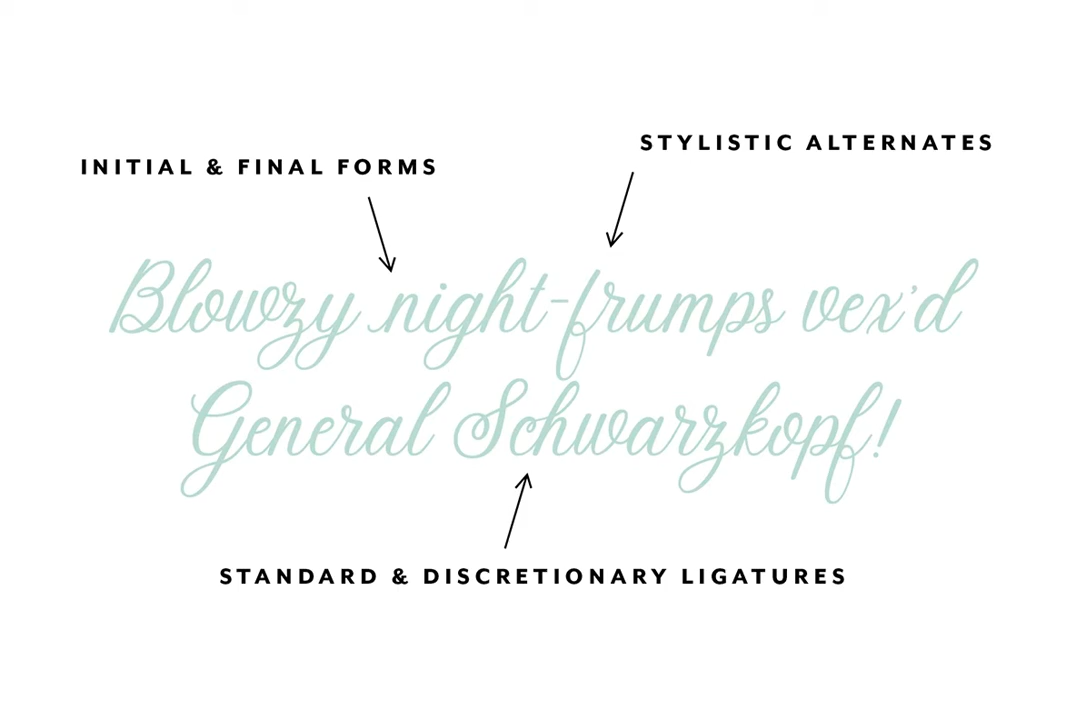 STYLISTIC ALTERNATES
INITIAL & FINAL FORMS
Blowzy night-frumps vex'd
General Schwarzkopf!
STANDARD & DISCRETIONARY LIGATURES